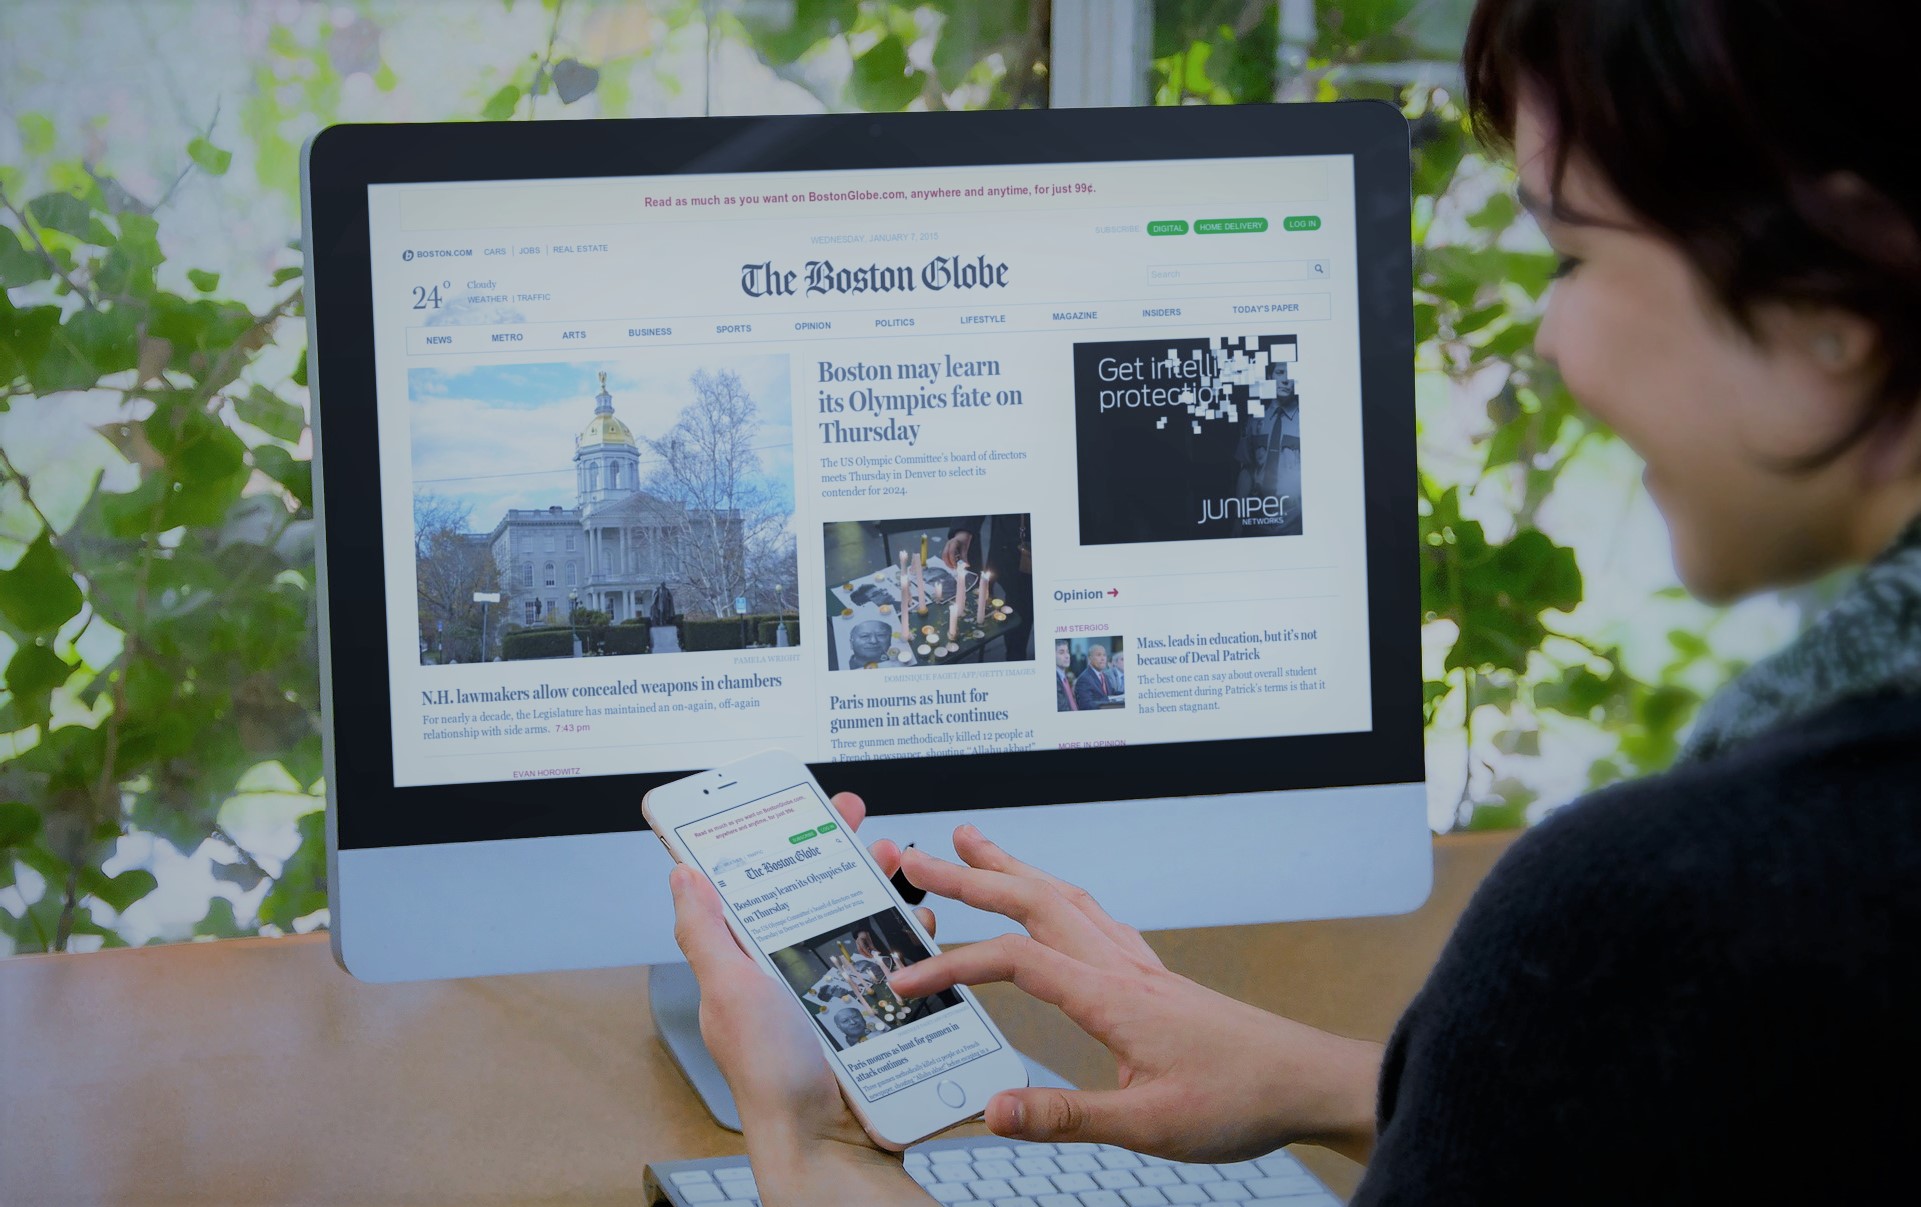 Read as much as you want on BostonGlobe.com, anywhere and anytime, for just 99¢.
BOSTON.COM CARS JOBS REAL ESTATE
WEDNESDAY, JANUARY 7, 2015
SUBSCRIBE DIGITAL HOME DELIVERY LOG IN
24° Cloudy
WEATHER | TRAFFIC
The Boston Globe
Search
NEWS METRO ARTS BUSINESS SPORTS OPINION POLITICS LIFESTYLE MAGAZINE INSIDERS TODAY'S PAPER
PAMELA WRIGHT
N.H. lawmakers allow concealed weapons in chambers
For nearly a decade, the Legislature has maintained an on-again, off-again
relationship with side arms. 7:43 pm
EVAN HOROWITZ
Boston may learn
its Olympics fate on
Thursday
The US Olympic Committee's board of directors
meets Thursday in Denver to select its
contender for 2024.
DOMINIQUE FAGET/AFP/GETTY IMAGES
Paris mourns as hunt for
gunmen in attack continues
Three gunmen methodically killed 12 people at
a French newspaper, shouting "Allahu akbar!"
Get intelli
protection
JUNIPER
NETWORKS
Opinion
JIM STERGIOS
Mass. leads in education, but it's not
because of Deval Patrick
The best one can say about overall student
achievement during Patrick's terms is that it
has been stagnant.
MORE IN OPINION
Read as much as you want on BostonGlobe.com,
anywhere and anytime, for just 99¢.
SUBSCRIBE LOG IN
The Boston Globe
Boston may learn its Olympics fate
on Thursday
The US Olympic Committee's board of directors meets
Thursday in Denver to select its contender for 2024.
Paris mourns as hunt for gunmen in
attack continues
Three gunmen methodically killed 12 people at a French
newspaper, shouting "Allahu akbar!" before escaping in a